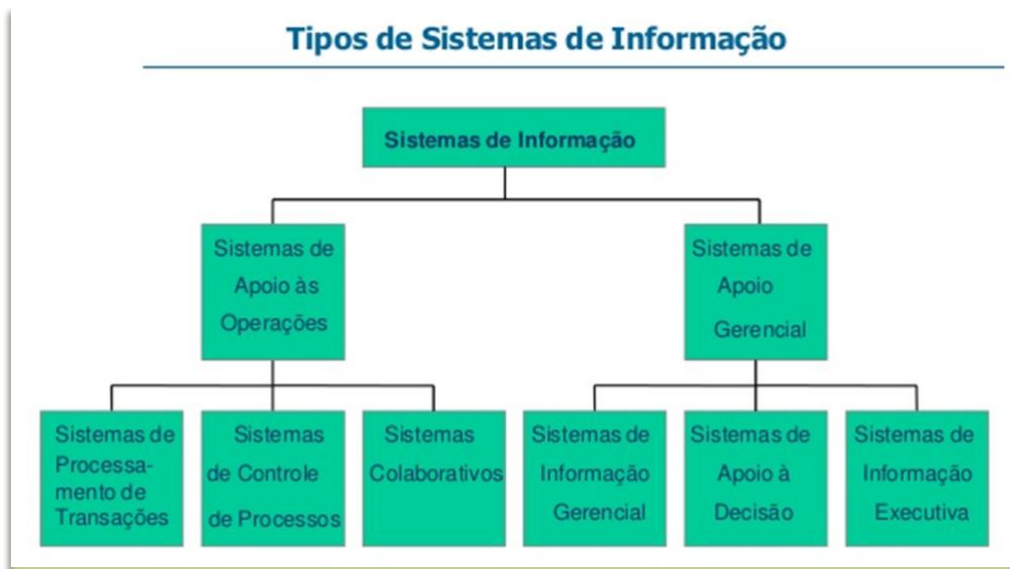 Tipos de Sistemas de Informação
Sistemas de Informação
Sistemas de
Apoio às
Operações
Sistemas de
Apoio
Gerencial
Sistemas de
Processa-
mento de
Transações
Sistemas
de Controle
de Processos
Sistemas
Colaborativos
Sistemas de
Informação
Gerencial
Sistemas de
Apoio à
Decisão
Sistemas de
Informação
Executiva